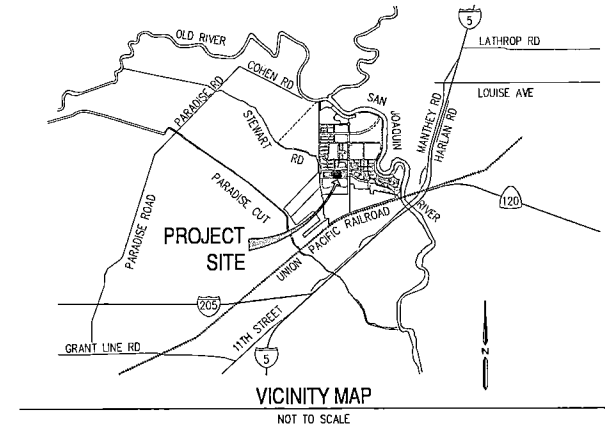 5
LATHROP RD
OLD RIVER
COHEN RD
LOUISE AVE
PARADISE RD
SAN
JOAQUIN
RIVER
MANTHEY RD
HARLAN RD
STEWART
RD
PARADISE CUT
120
PARADISE ROAD
PROJECT
SITE
UNION
PACIFIC RAILROAD
205
11TH STREET
GRANT LINE RD
5
N
VICINITY MAP
NOT TO SCALE